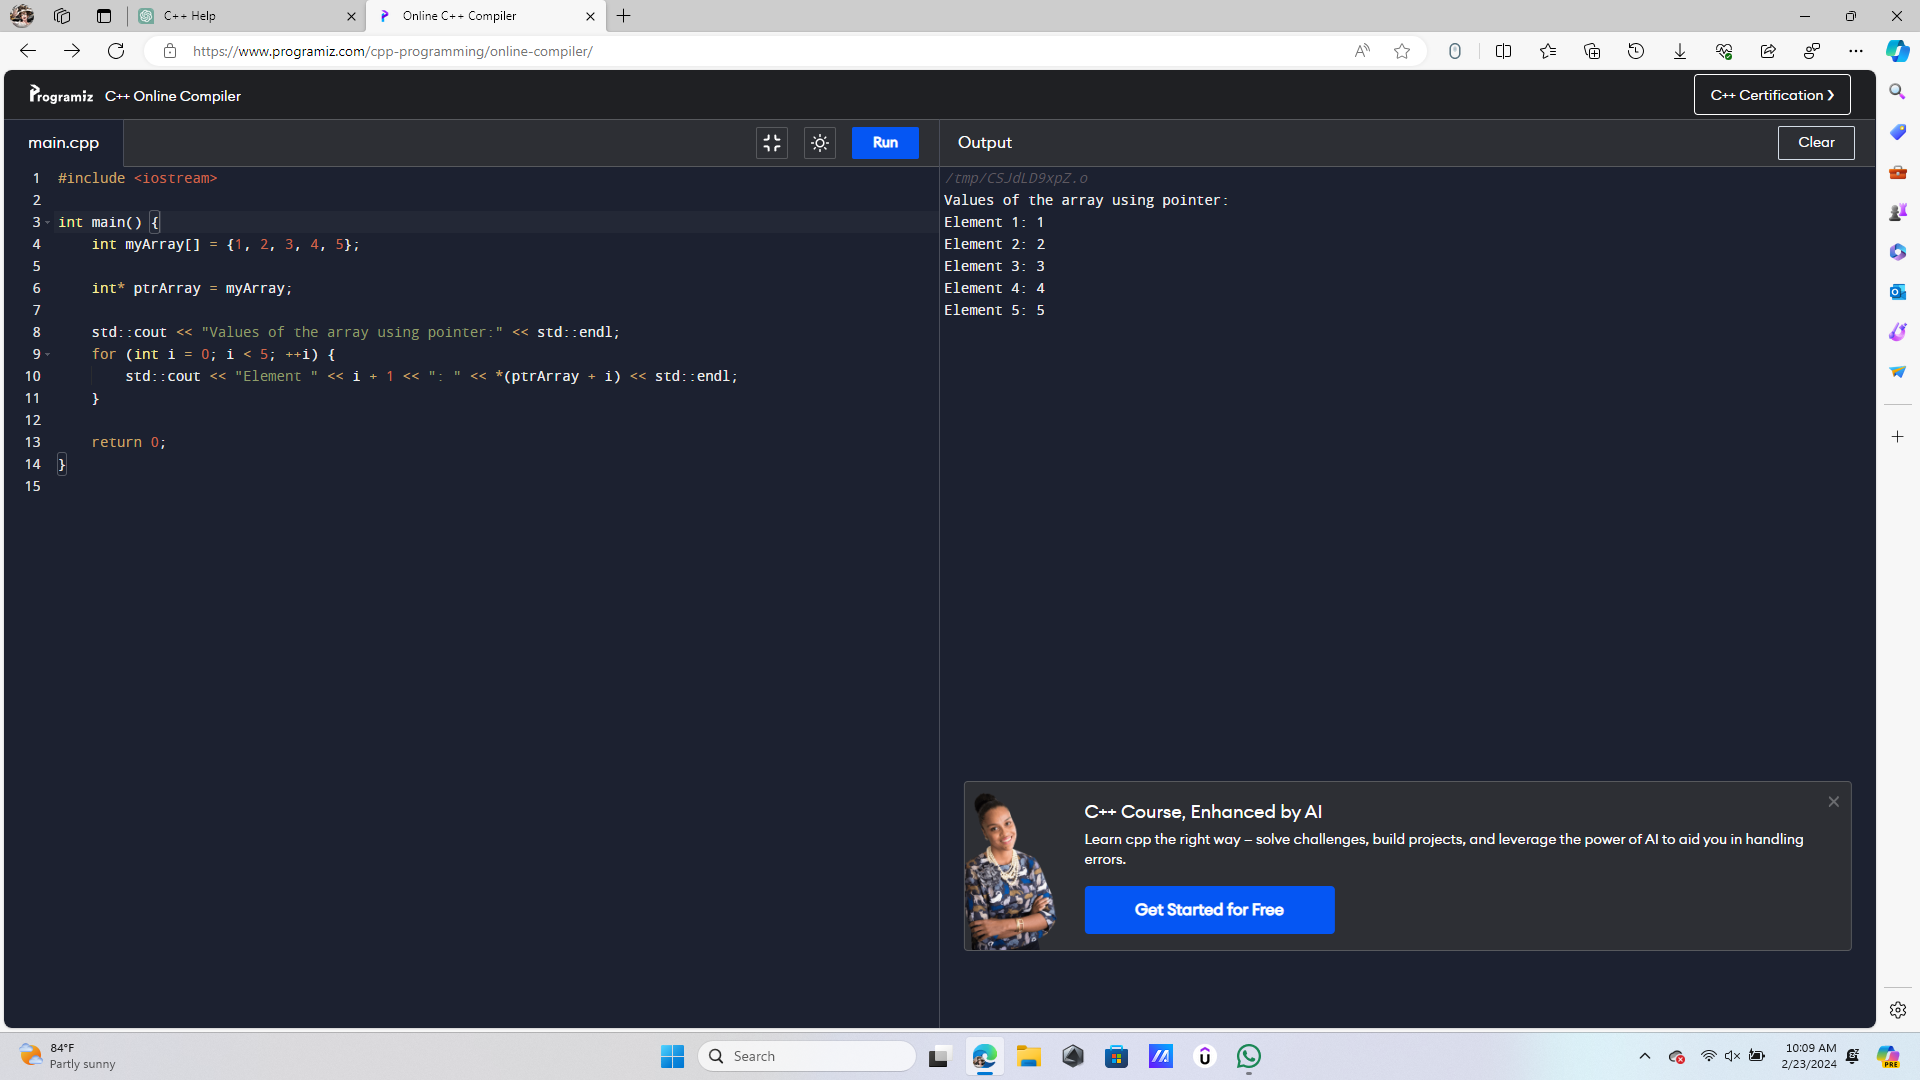 C++ Help
Online C++ Compiler
https://www.programiz.com/cpp-programming/online-compiler/
Programiz C++ Online Compiler
C++ Certification ❯
main.cpp
Run
Output
Clear
1 #include <iostream>
2
3 int main() {
4     int myArray[] = {1, 2, 3, 4, 5};
5
6     int* ptrArray = myArray;
7
8     std::cout << "Values of the array using pointer:" << std::endl;
9     for (int i = 0; i < 5; ++i) {
10         std::cout << "Element " << i + 1 << ": " << *(ptrArray + i) << std::endl;
11     }
12
13     return 0;
14 }
15
/tmp/CSJdLD9xpZ.o
Values of the array using pointer:
Element 1: 1
Element 2: 2
Element 3: 3
Element 4: 4
Element 5: 5
C++ Course, Enhanced by AI
Learn cpp the right way – solve challenges, build projects, and leverage the power of AI to aid you in handling
errors.
Get Started for Free
84°F
Partly sunny
Search
10:09 AM
2/23/2024
PRE